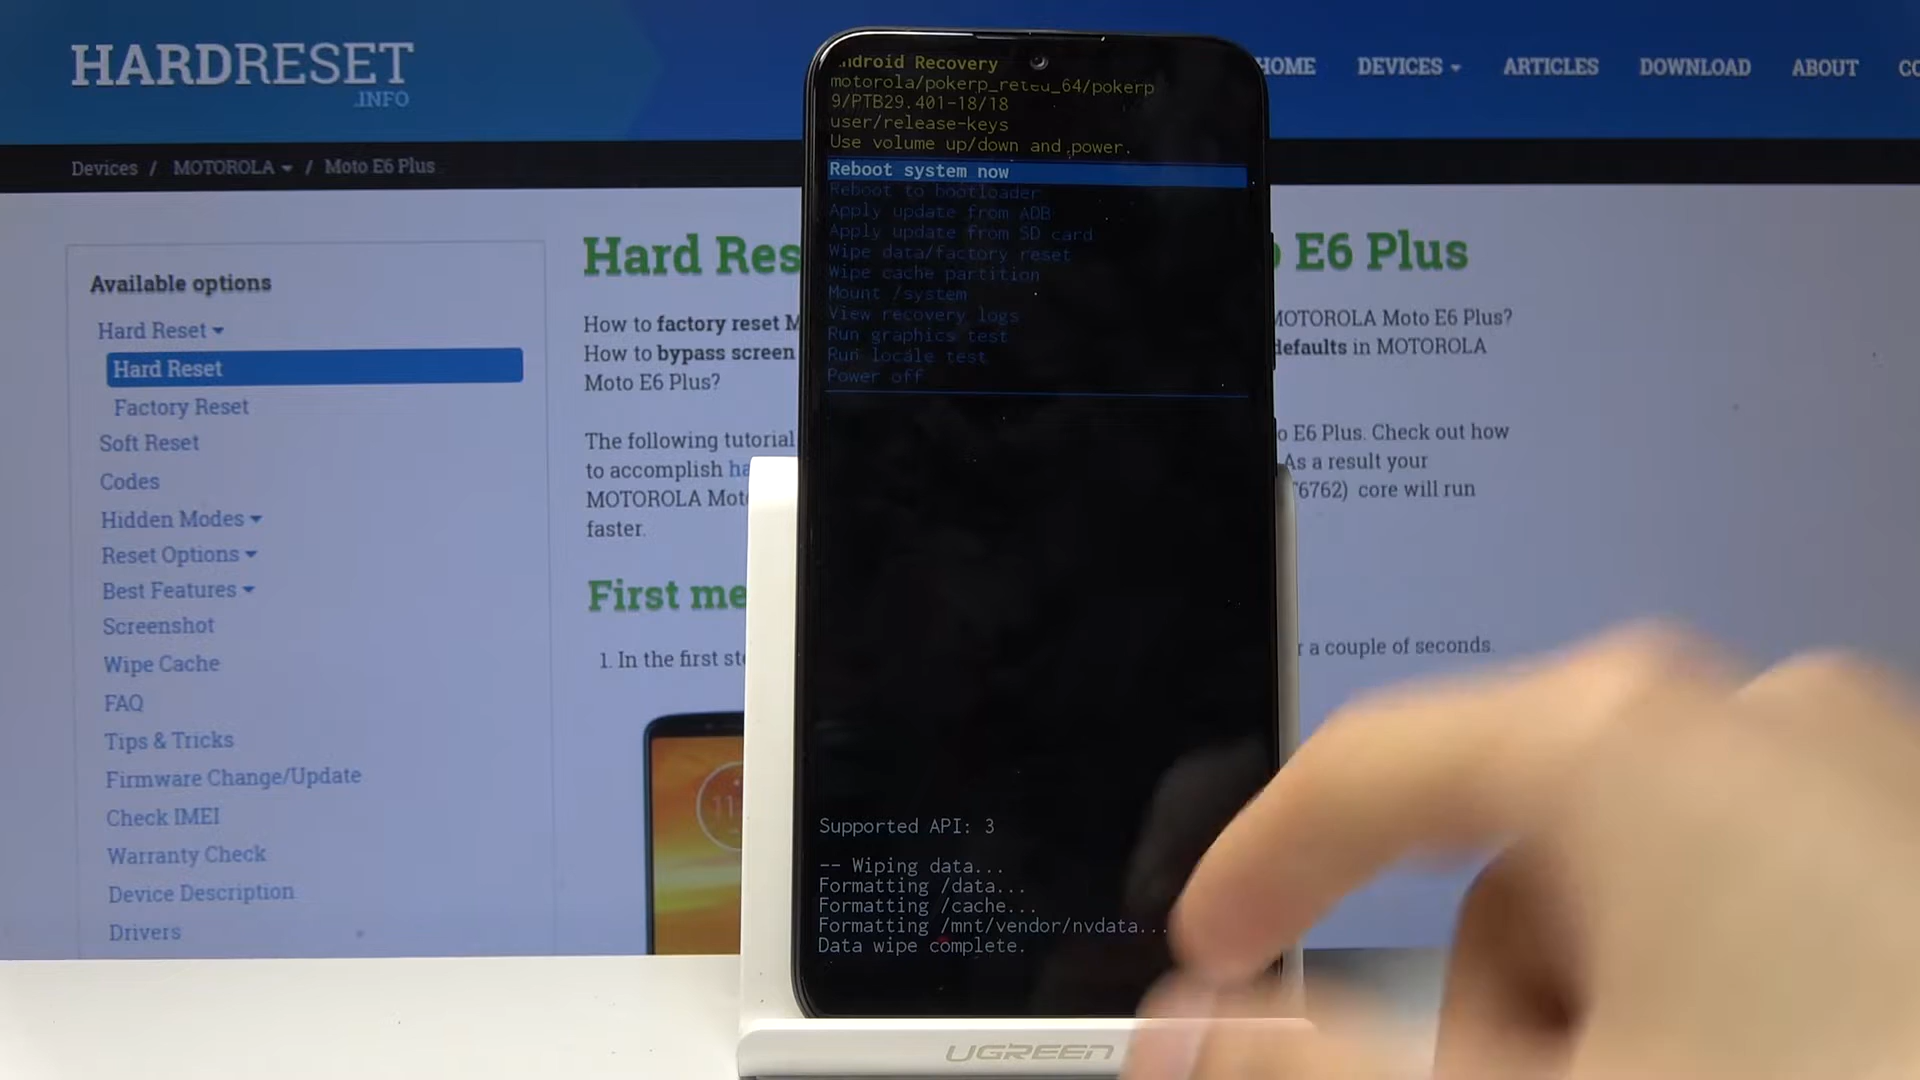 HARDRESET
.INFO
HOME
DEVICES
ARTICLES
DOWNLOAD
ABOUT
Devices / MOTOROLA / Moto E6 Plus
Available options
Hard Reset
Hard Reset
Factory Reset
Soft Reset
Codes
Hidden Modes
Reset Options
Best Features
Screenshot
Wipe Cache
FAQ
Tips & Tricks
Firmware Change/Update
Check IMEI
Warranty Check
Device Description
Drivers
Hard Res
E6 Plus
How to factory reset M
MOTOROLA Moto E6 Plus?
How to bypass screen
defaults in MOTOROLA
Moto E6 Plus?
The following tutorial
o E6 Plus. Check out how
to accomplish ha
As a result your
MOTOROLA Moto
T6762) core will run
faster.
First me
1. In the first ste
r a couple of seconds.
11
ndroid Recovery
motorola/pokerp_reteu_64/pokerp
9/PTB29.401-18/18
user/release-keys
Use volume up/down and power.
Reboot system now
Reboot to bootloader
Apply update from ADB
Apply update from SD card
Wipe data/factory reset
Wipe cache partition
Mount /system
View recovery logs
Run graphics test
Run locale test
Power off
Supported API: 3
-- Wiping data...
Formatting /data...
Formatting /cache...
Formatting /mnt/vendor/nvdata...
Data wipe complete.
UGREEN